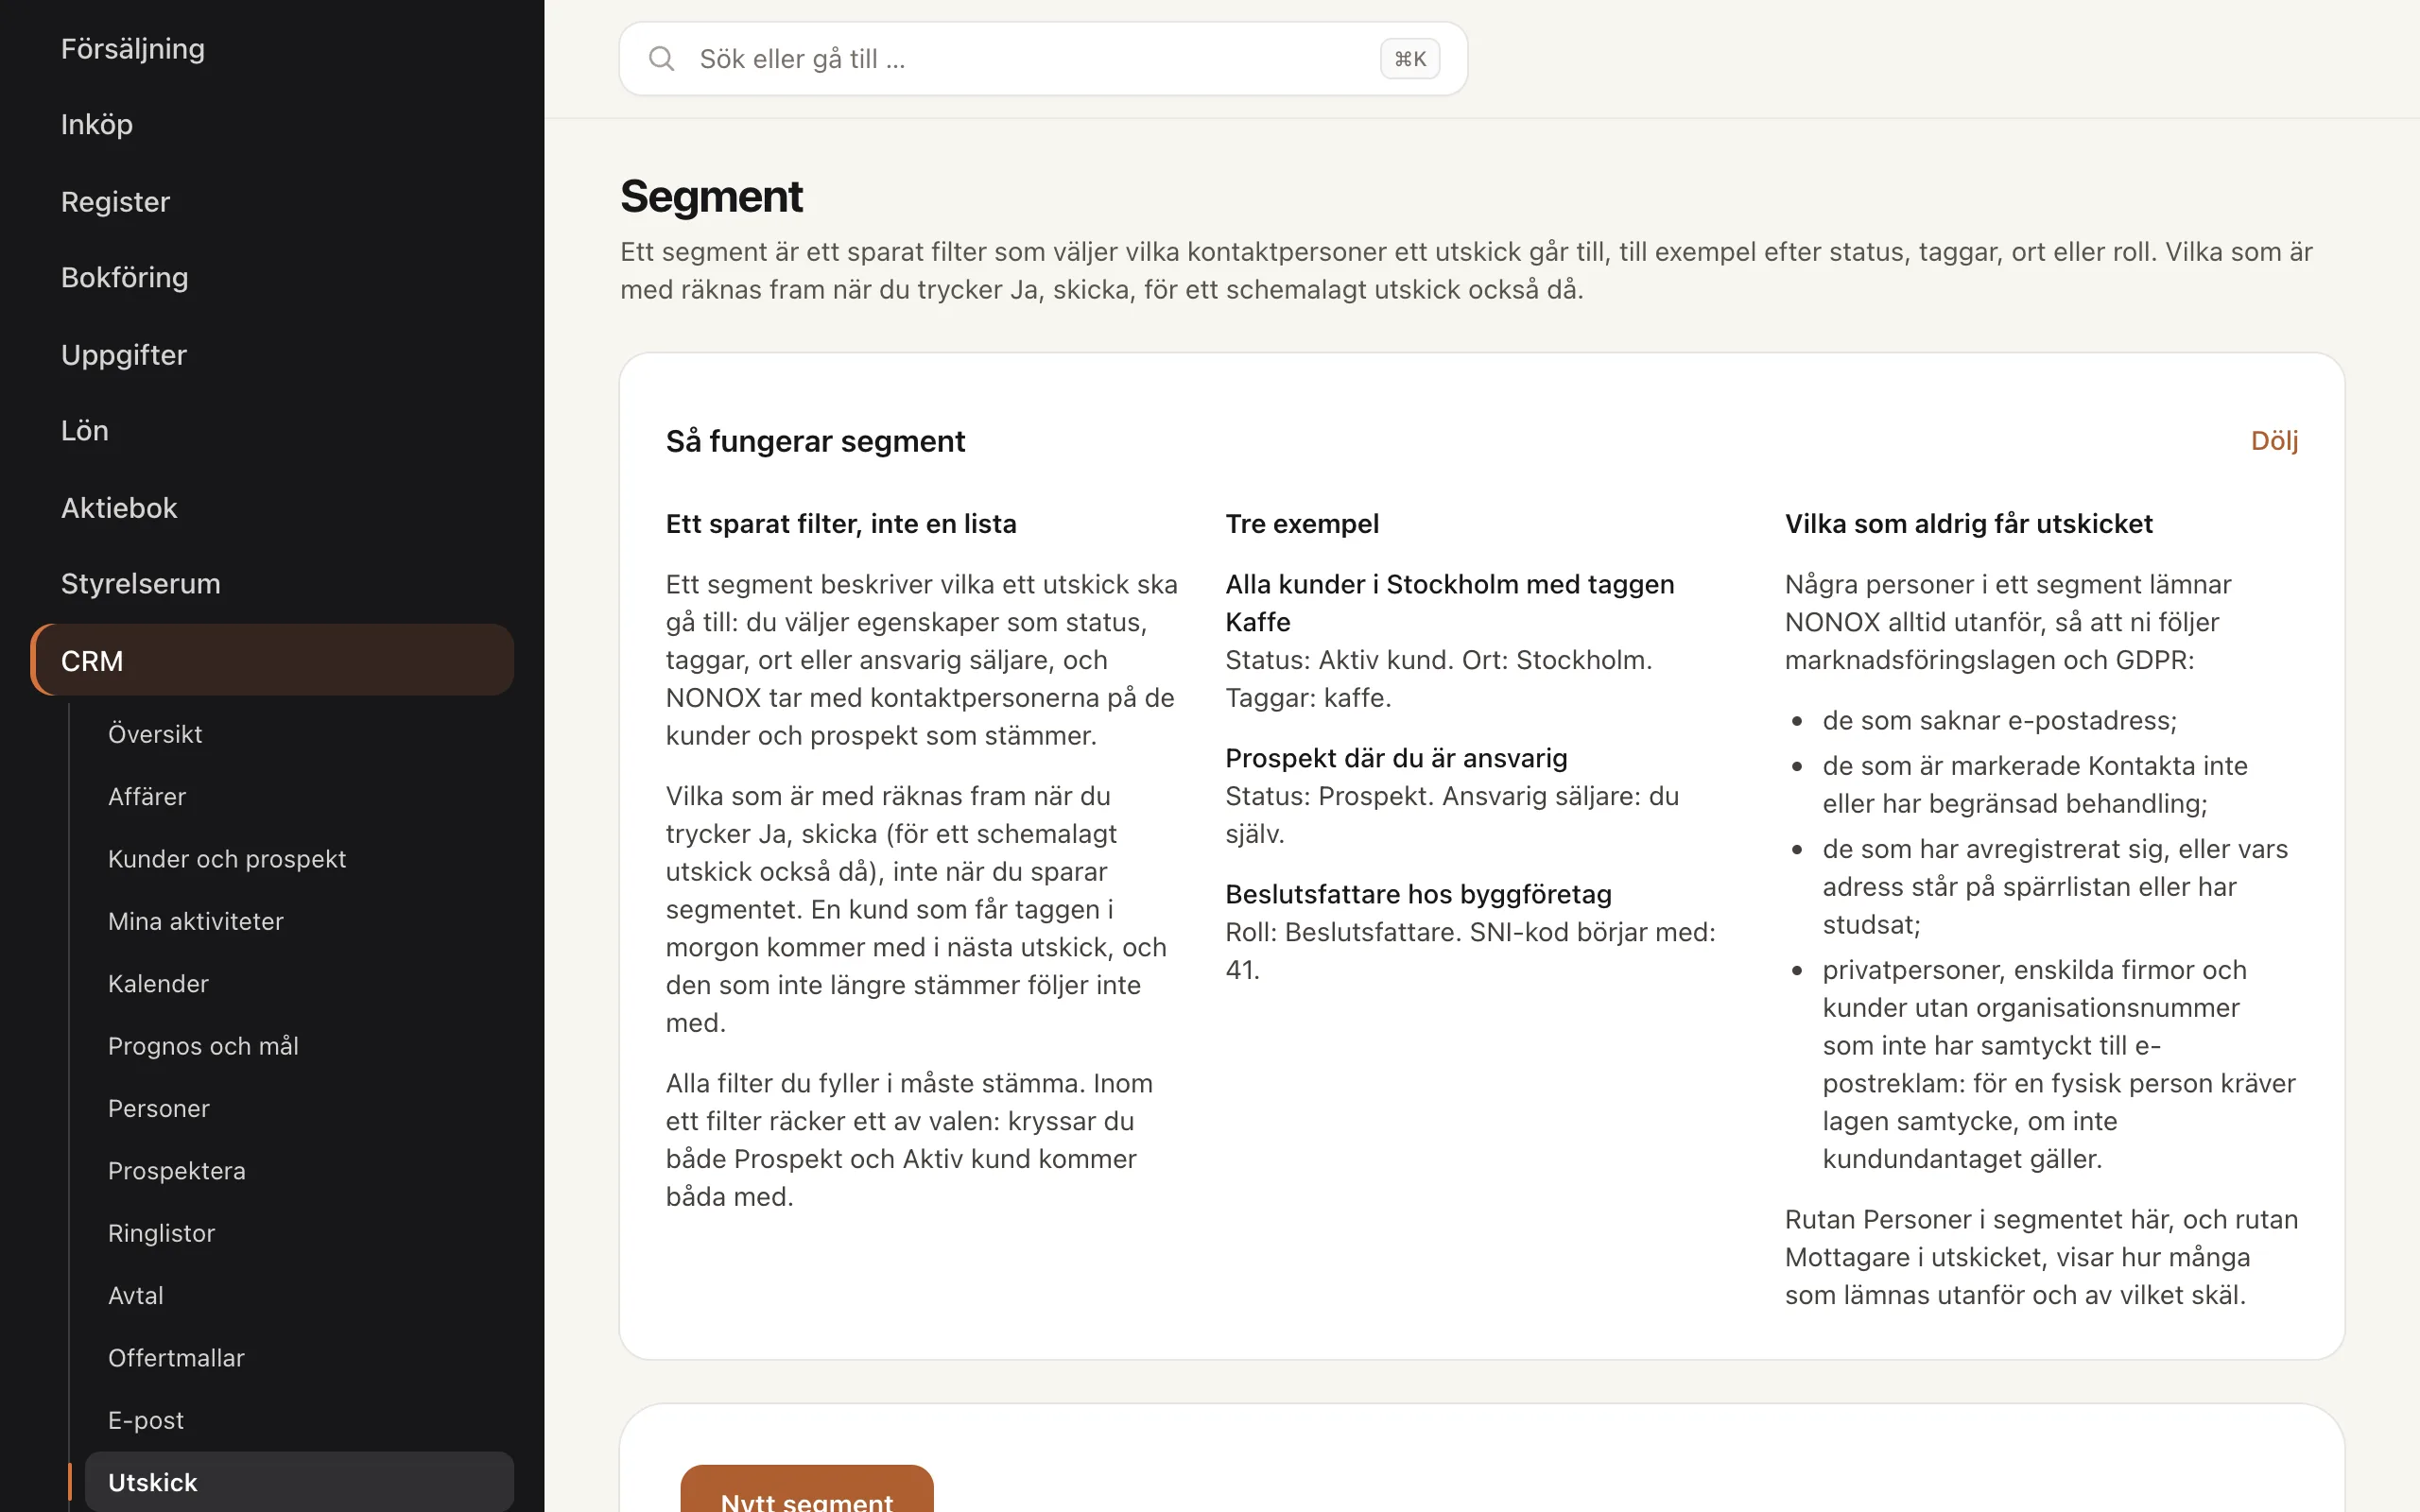 Försäljning
Inköp
Register
Bokföring
Uppgifter
Lön
Aktiebok
Styrelserum
CRM
Översikt
Affärer
Kunder och prospekt
Mina aktiviteter
Kalender
Prognos och mål
Personer
Prospektera
Ringlistor
Avtal
Offertmallar
E-post
Utskick
Sök eller gå till ...
⌘K
Segment
Ett segment är ett sparat filter som väljer vilka kontaktpersoner ett utskick går till, till exempel efter status, taggar, ort eller roll. Vilka som är
med räknas fram när du trycker Ja, skicka, för ett schemalagt utskick också då.
Så fungerar segment
Dölj
Ett sparat filter, inte en lista
Ett segment beskriver vilka ett utskick ska
gå till: du väljer egenskaper som status,
taggar, ort eller ansvarig säljare, och
NONOX tar med kontaktpersonerna på de
kunder och prospekt som stämmer.
Vilka som är med räknas fram när du
trycker Ja, skicka (för ett schemalagt
utskick också då), inte när du sparar
segmentet. En kund som får taggen i
morgon kommer med i nästa utskick, och
den som inte längre stämmer följer inte
med.
Alla filter du fyller i måste stämma. Inom
ett filter räcker ett av valen: kryssar du
både Prospekt och Aktiv kund kommer
båda med.
Tre exempel
Alla kunder i Stockholm med taggen
Kaffe
Status: Aktiv kund. Ort: Stockholm.
Taggar: kaffe.
Prospekt där du är ansvarig
Status: Prospekt. Ansvarig säljare: du
själv.
Beslutsfattare hos byggföretag
Roll: Beslutsfattare. SNI-kod börjar med:
41.
Vilka som aldrig får utskicket
Några personer i ett segment lämnar
NONOX alltid utanför, så att ni följer
marknadsföringslagen och GDPR:
• de som saknar e-postadress;
• de som är markerade Kontakta inte
eller har begränsad behandling;
• de som har avregistrerat sig, eller vars
adress står på spärrlistan eller har
studsat;
• privatpersoner, enskilda firmor och
kunder utan organisationsnummer
som inte har samtyckt till e-
postreklam: för en fysisk person kräver
lagen samtycke, om inte
kundundantaget gäller.
Rutan Personer i segmentet här, och rutan
Mottagare i utskicket, visar hur många
som lämnas utanför och av vilket skäl.
Nytt segment